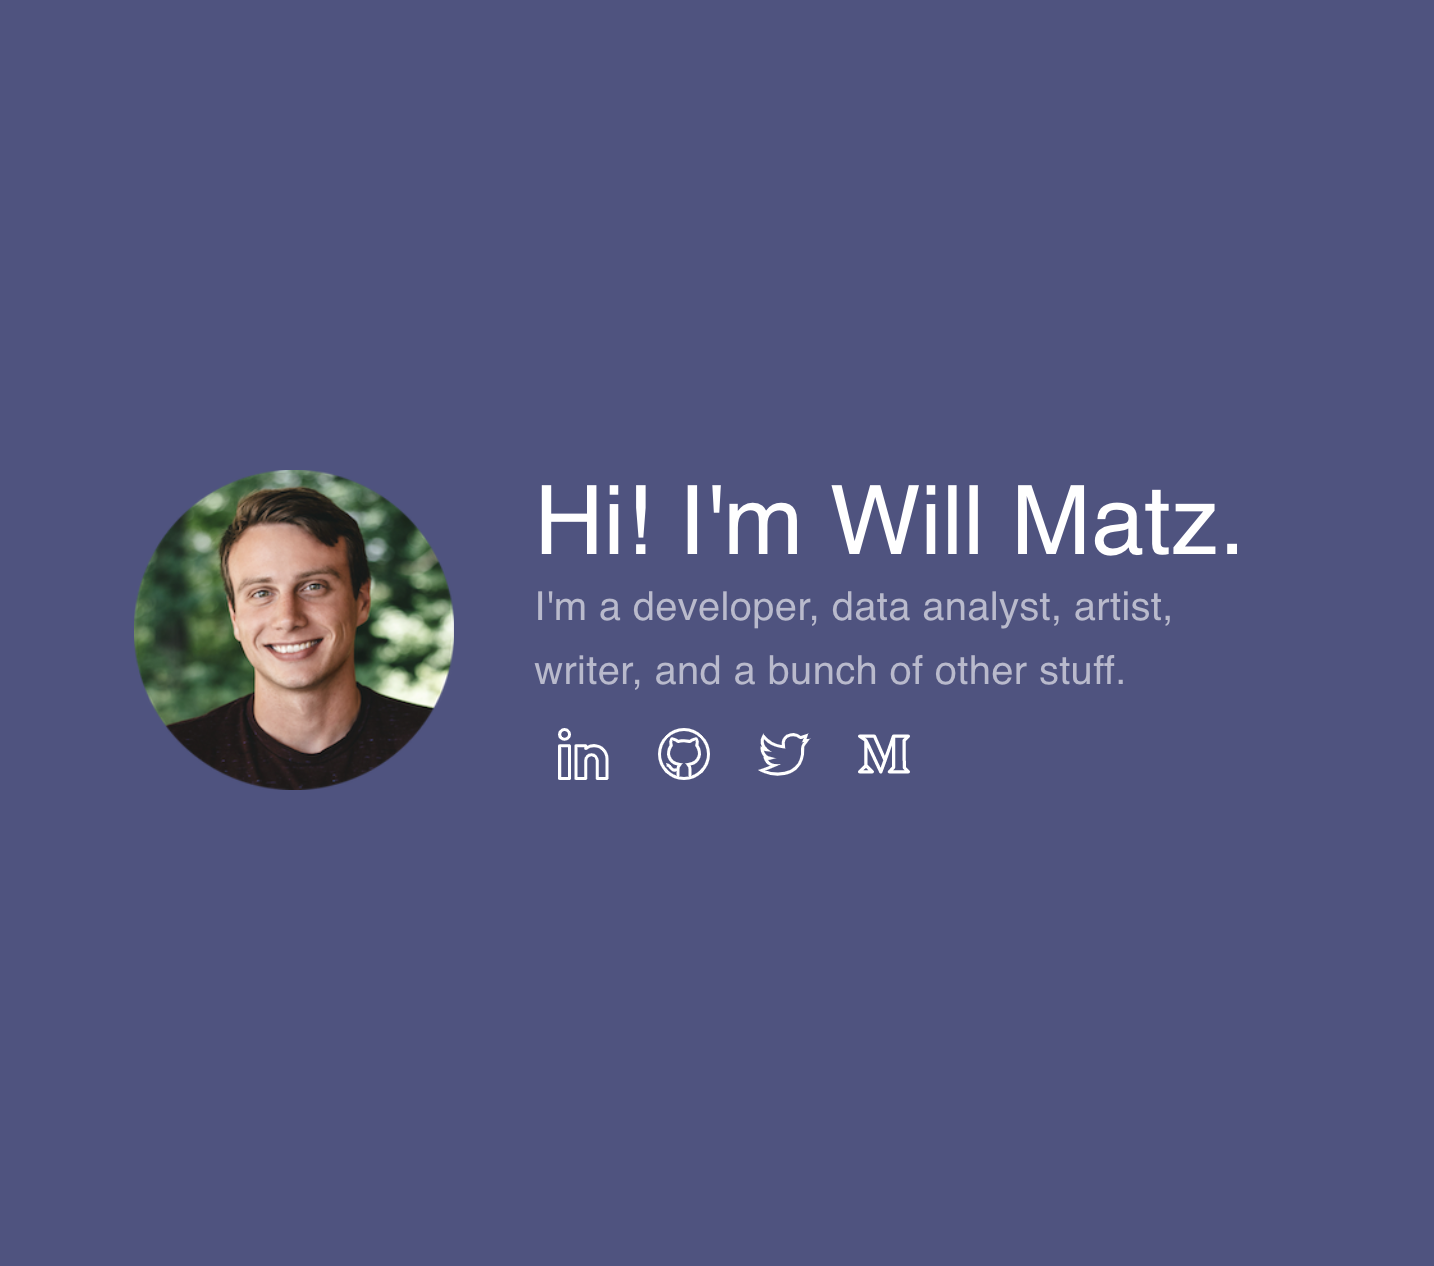 Hi! I'm Will Matz.
I'm a developer, data analyst, artist,
writer, and a bunch of other stuff.